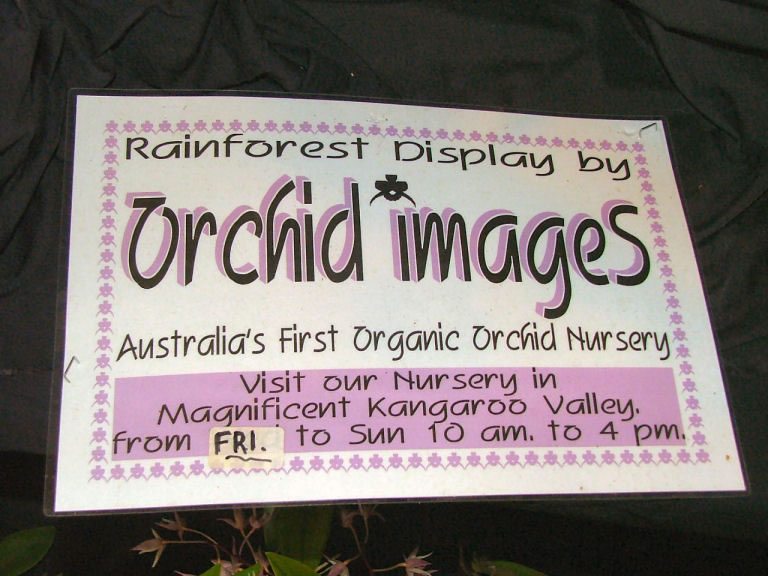 Rainforest Display by
Orchid images
Australia's First Organic Orchid Nursery
Visit our Nursery in
Magnificent Kangaroo Valley.
from FRI. to Sun 10 am. to 4 pm.